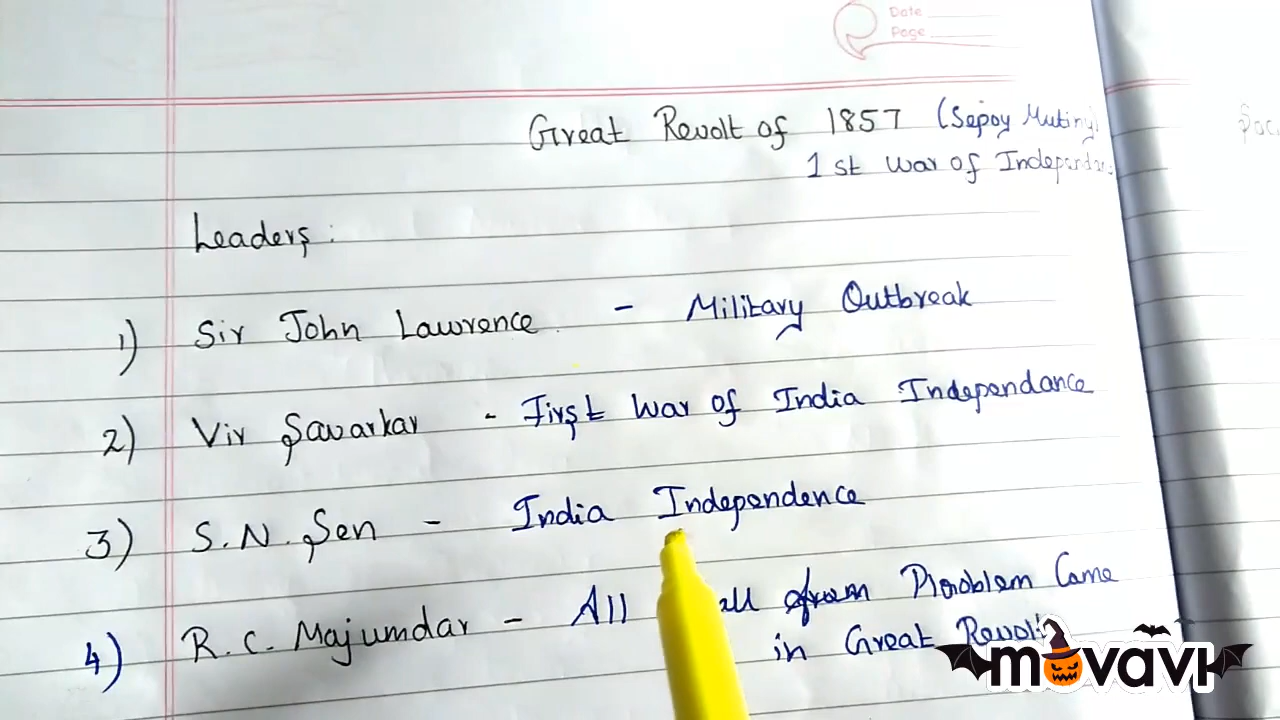 Date
Page
Great Revolt of 1857 (Sepoy Mutiny)
1 st war of
Leaders:
1) Sir John Lawrence - Military Outbreak
2) Vir Savarkar - First War of India Independance
3) S.N. Sen - India Independence
4) R.C. Majumdar - All from Problem Came
in Great Revolt
movavi